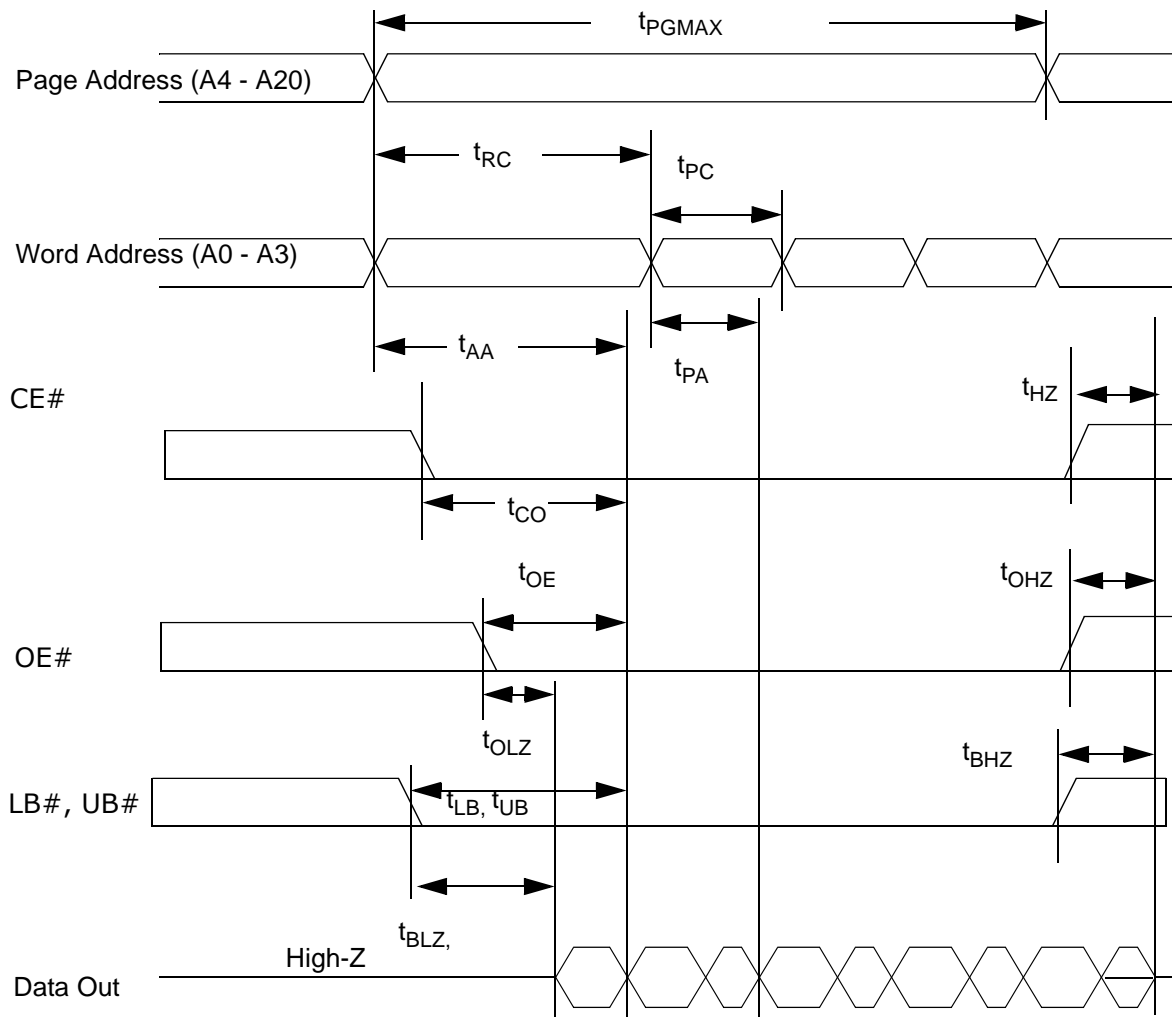 tPGMAX
Page Address (A4 - A20)
tRC
tPC
Word Address (A0 - A3)
tAA
tPA
CE#
tHZ
tCO
tOE
tOHZ
OE#
tOLZ
tBHZ
LB#, UB#
tLB, tUB
tBLZ,
High-Z
Data Out